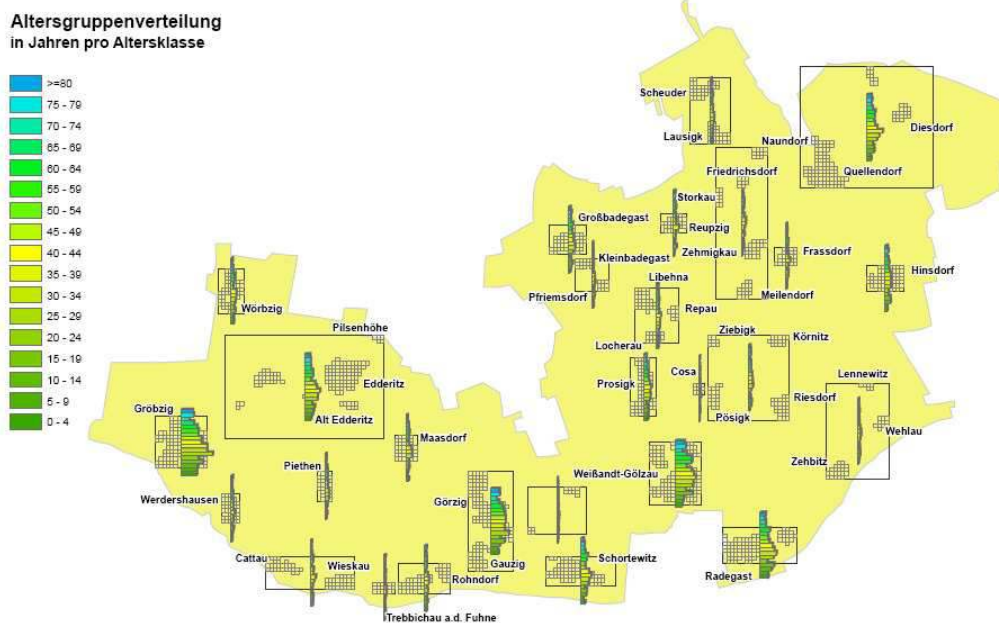 Altersgruppenverteilung
in Jahren pro Altersklasse
>=80
75 - 79
70 - 74
65 - 69
60 - 64
55 - 59
50 - 54
45 - 49
40 - 44
35 - 39
30 - 34
25 - 29
20 - 24
15 - 19
10 - 14
5 - 9
0 - 4
Scheuder
Lausigk
Naundorf
Diesdorf
Quellendorf
Friedrichsdorf
Storkau
Großbadegast
Reupzig
Kleinbadegast
Zehmigkau
Frassdorf
Libehna
Hinsdorf
Pfriemsdorf
Meilendorf
Wörbzig
Repau
Pilsenhöhe
Locherau
Ziebigk
Körnitz
Edderitz
Prosigk
Cosa
Lennewitz
Gröbzig
Alt Edderitz
Pösigk
Riesdorf
Maasdorf
Wehlau
Piethen
Weißandt-Gölzau
Zehbitz
Werdershausen
Görzig
Cattau
Wieskau
Gauzig
Schortewitz
Rohndorf
Radegast
Trebbichau a.d. Fuhne